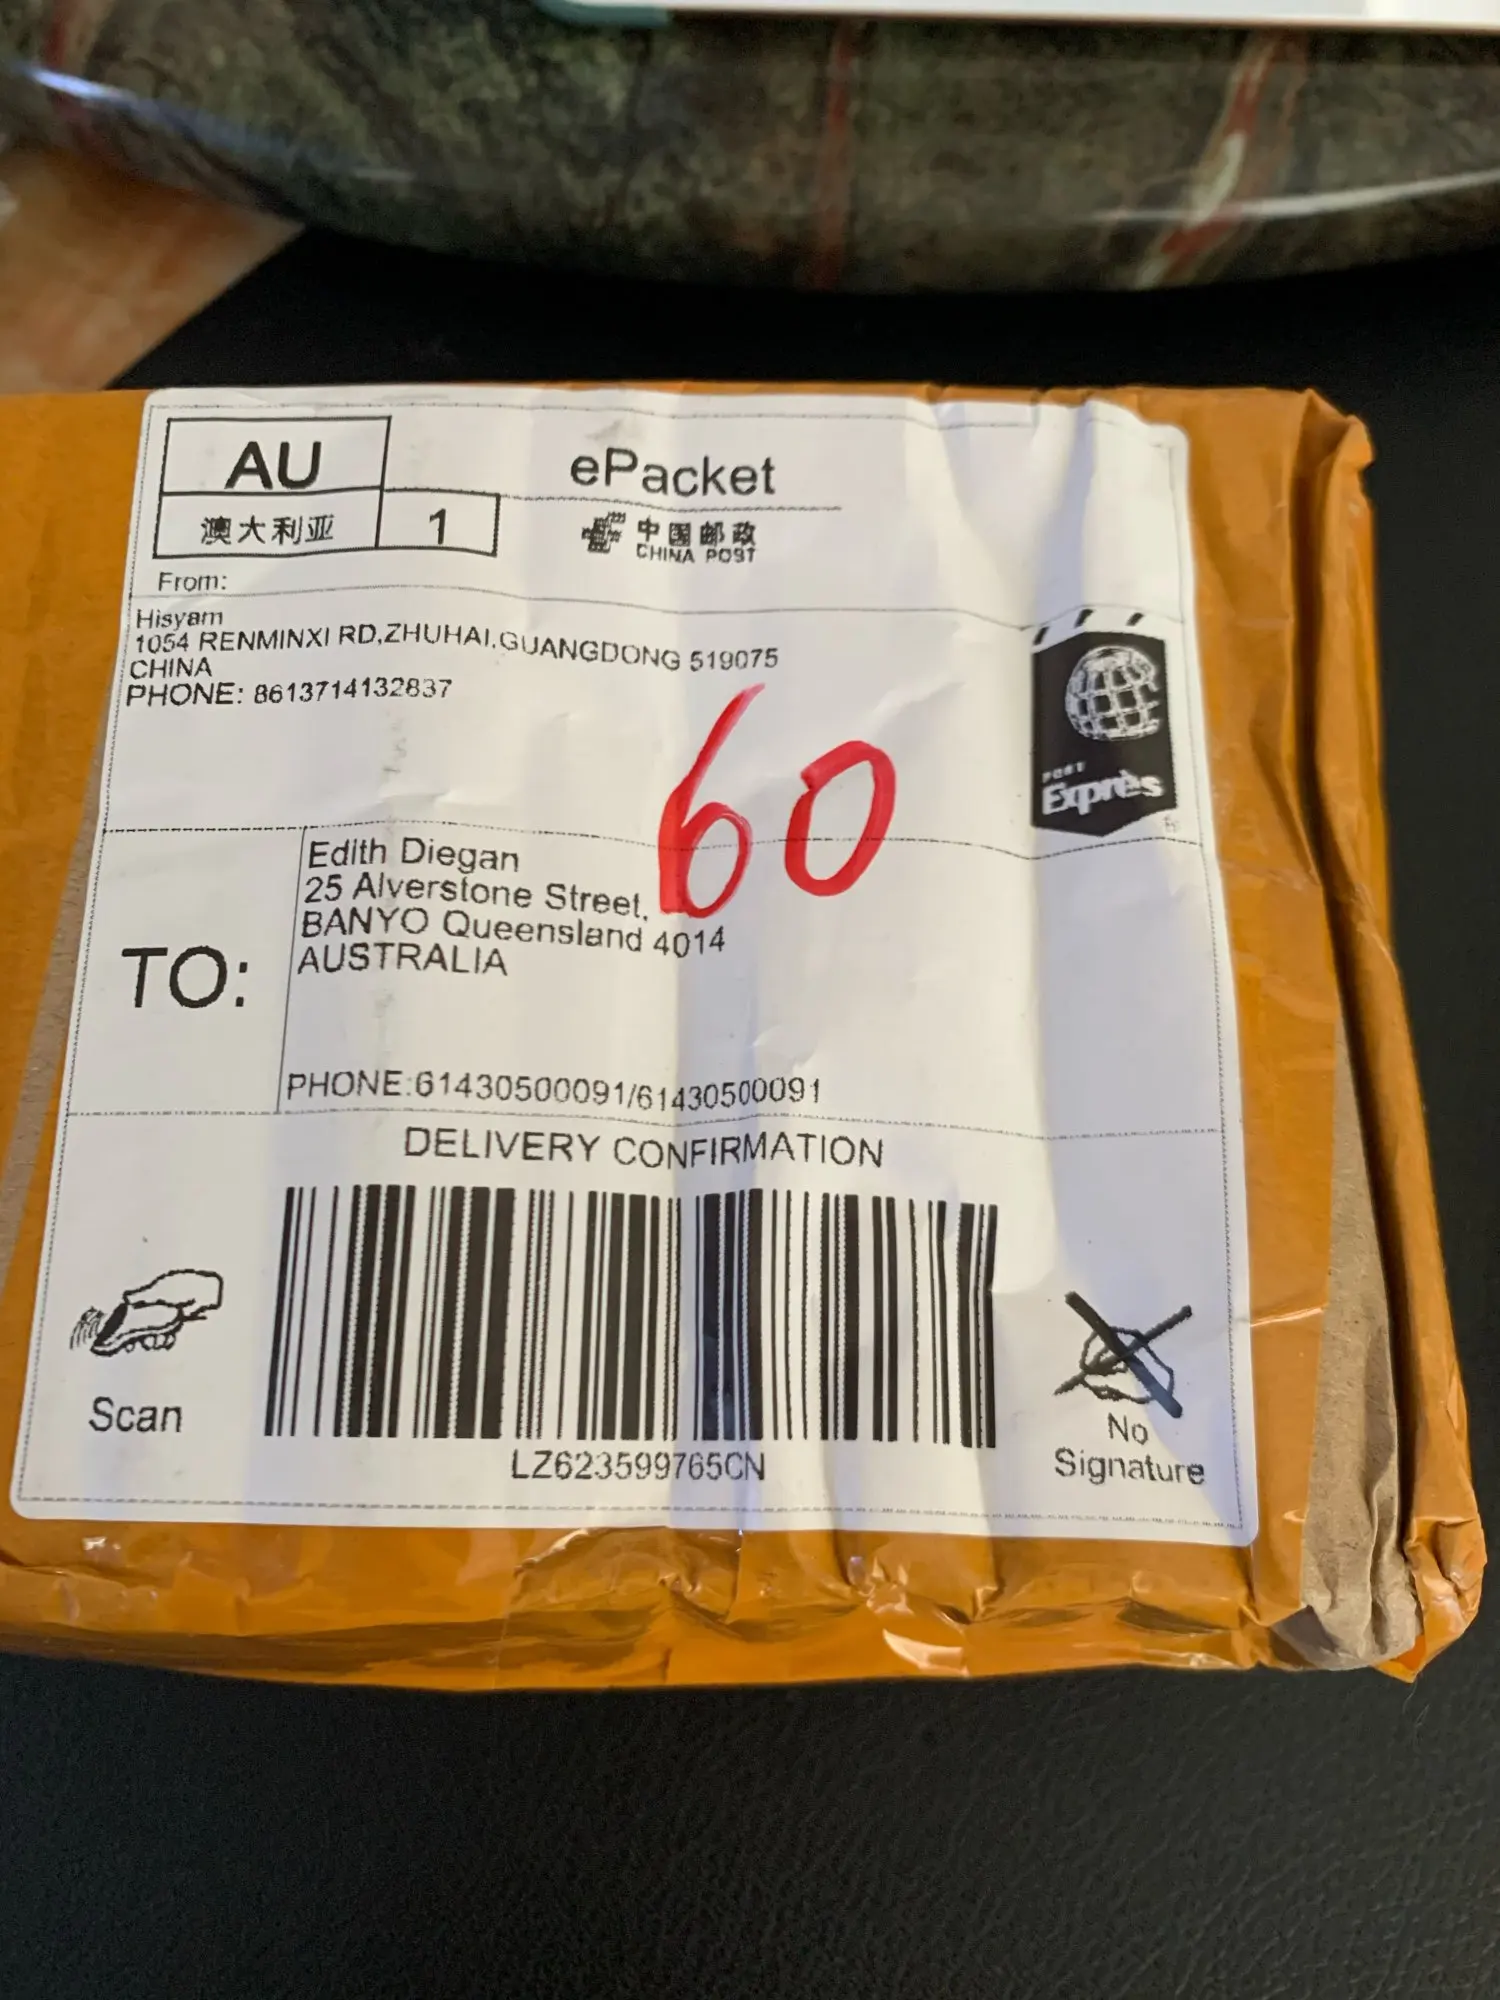 AU
ePacket
澳大利亚
1
中国邮政
CHINA POST
From:
Hisyam
1054 RENMINXI RD,ZHUHAI,GUANGDONG 519075
CHINA
PHONE: 8613714132837
60
POST
Exprès
TO:
Edith Diegan
25 Alverstone Street,
BANYO Queensland 4014
AUSTRALIA
PHONE:61430500091/61430500091
DELIVERY CONFIRMATION
Scan
LZ623599765CN
No
Signature